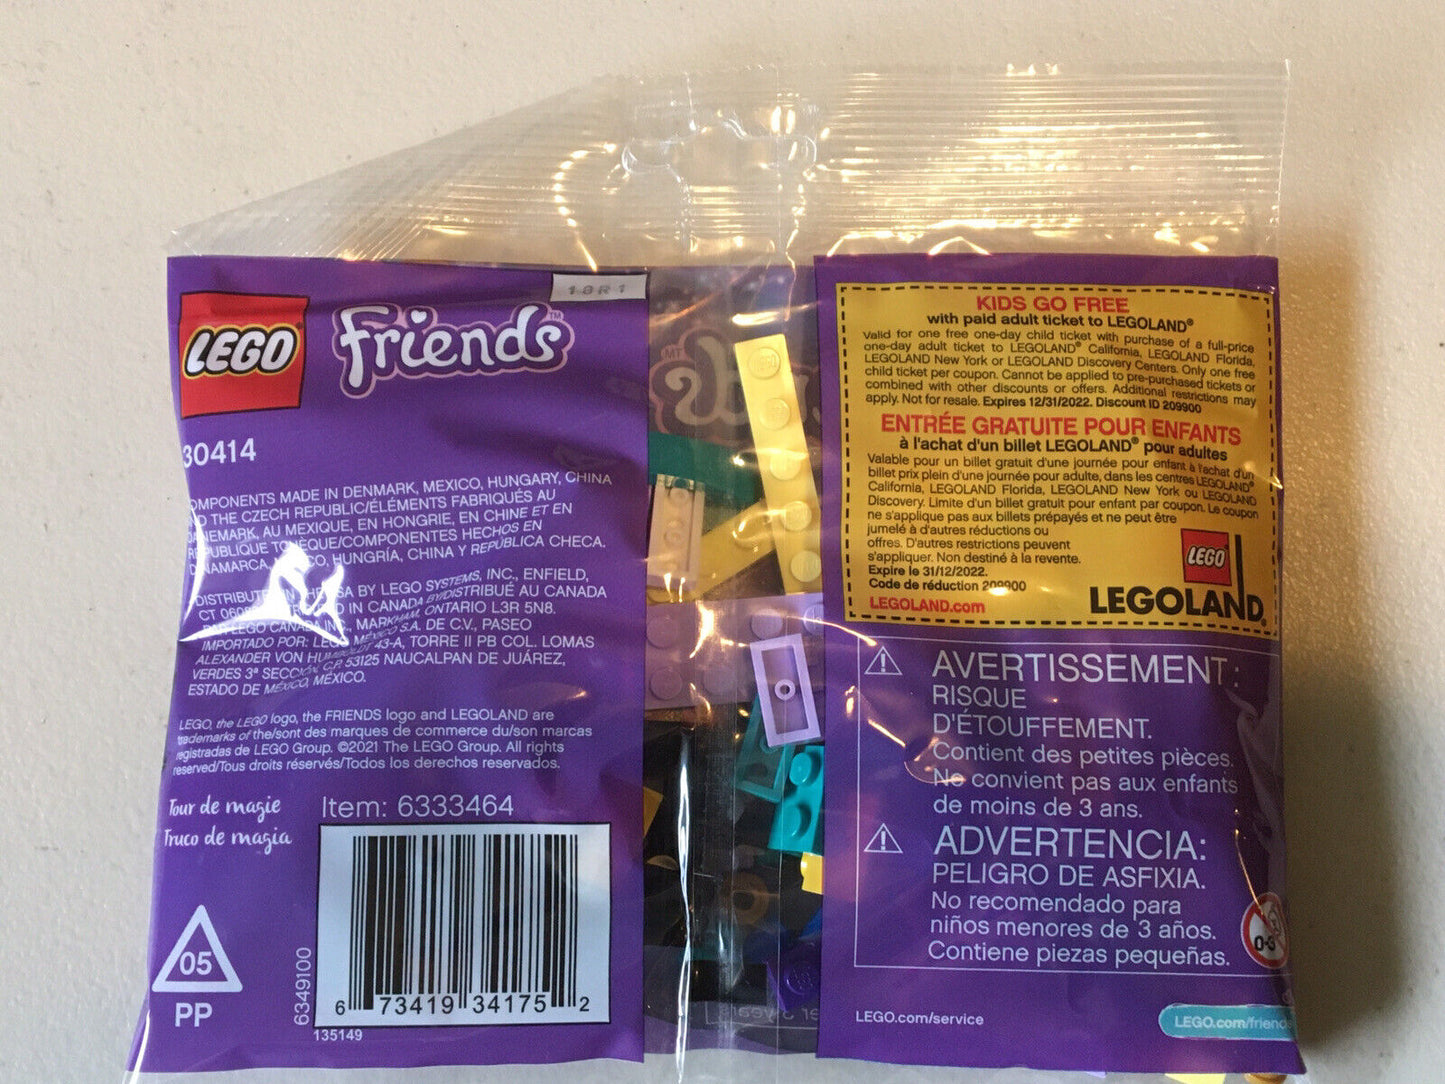 18R1
LEGO
friends™
30414
OMPONENTS MADE IN DENMARK, MEXICO, HUNGARY, CHINA
THE CZECH REPUBLIC/ÉLÉMENTS FABRIQUÉS AU
DANEMARK, AU MEXIQUE, EN HONGRIE, EN CHINE ET EN
RÉPUBLIQUE TCHÈQUE/COMPONENTES HECHOS EN
DINAMARCA, HUNGRÍA, CHINA Y REPÚBLICA CHECA.
DISTRIBUTED IN THE USA BY LEGO SYSTEMS, INC., ENFIELD,
CT IN CANADA BY/DISTRIBUÉ AU CANADA
PAR LEGO CANADA INC., MARKHAM, ONTARIO L3R 5N8.
IMPORTADO POR: LEGO MÉXICO S.A. DE C.V., PASEO
ALEXANDER VON HUMBOLDT 43-A, TORRE II PB COL. LOMAS
VERDES 3ª SECCIÓN, C.P. 53125 NAUCALPAN DE JUÁREZ,
ESTADO DE MÉXICO, MÉXICO.
LEGO, the LEGO logo, the FRIENDS logo and LEGOLAND are
trademarks of the/sont des marques de commerce du/son marcas
registradas de LEGO Group. ©2021 The LEGO Group. All rights
reserved/Tous droits réservés/Todos los derechos reservados.
Tour de magie
Truco de magia
Item: 6333464
05
PP
6349100
6 73419 34175 2
135149
KIDS GO FREE
with paid adult ticket to LEGOLAND®
Valid for one free one-day child ticket with purchase of a full-price
one-day adult ticket to LEGOLAND® California, LEGOLAND Florida,
LEGOLAND New York or LEGOLAND Discovery Centers. Only one free
child ticket per coupon. Cannot be applied to pre-purchased tickets or
combined with other discounts or offers. Additional restrictions may
apply. Not for resale. Expires 12/31/2022. Discount ID 209900
ENTRÉE GRATUITE POUR ENFANTS
à l'achat d'un billet LEGOLAND® pour adultes
Valable pour un billet gratuit d'une journée pour enfant à l'achat d'un
billet prix plein d'une journée pour adulte, dans les centres LEGOLAND®
California, LEGOLAND Florida, LEGOLAND New York ou LEGOLAND
Discovery. Limite d'un billet gratuit pour enfant par coupon. Le coupon
ne s'applique pas aux billets prépayés et ne peut être
jumelé à d'autres réductions ou
offres. D'autres restrictions peuvent
s'appliquer. Non destiné à la revente.
Expire le 31/12/2022.
Code de réduction 209900
LEGOLAND.com
LEGO
LEGOLAND®
AVERTISSEMENT:
RISQUE
D'ÉTOUFFEMENT.
Contient des petites pièces.
Ne convient pas aux enfants
de moins de 3 ans.
ADVERTENCIA:
PELIGRO DE ASFIXIA.
No recomendado para
niños menores de 3 años.
Contiene piezas pequeñas.
0-3
LEGO.com/service
LEGO.com/friends